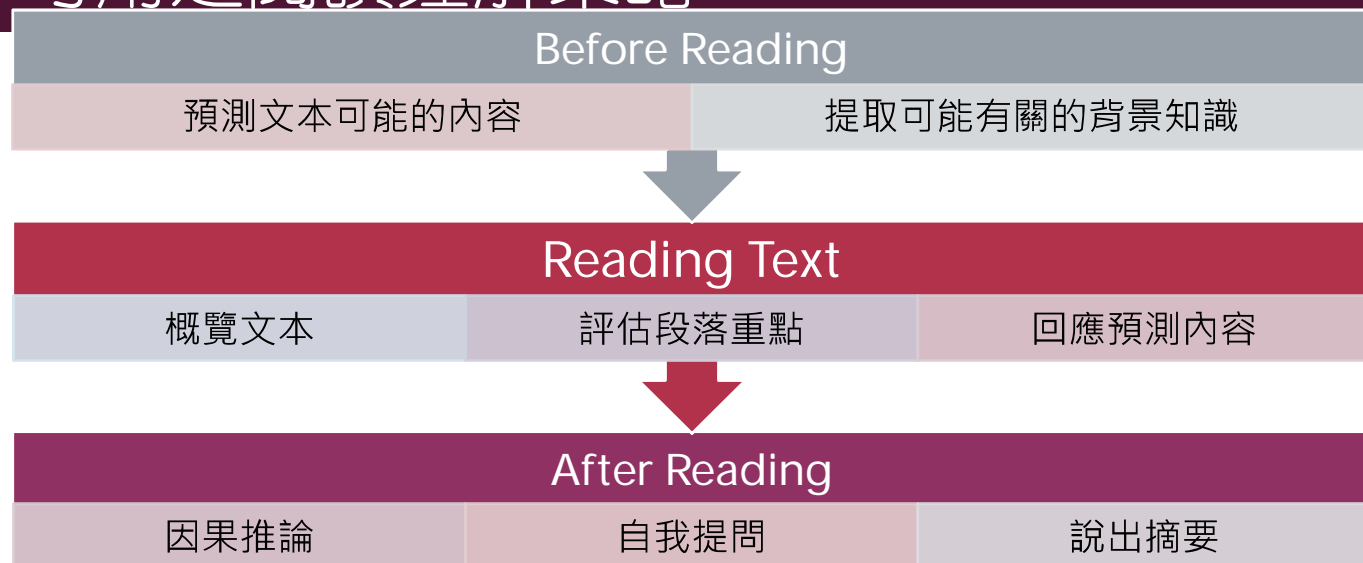 Before Reading
預測文本可能的內容 提取可能有關的背景知識
Reading Text
概覽文本 評估段落重點 回應預測內容
After Reading
因果推論 自我提問 說出摘要